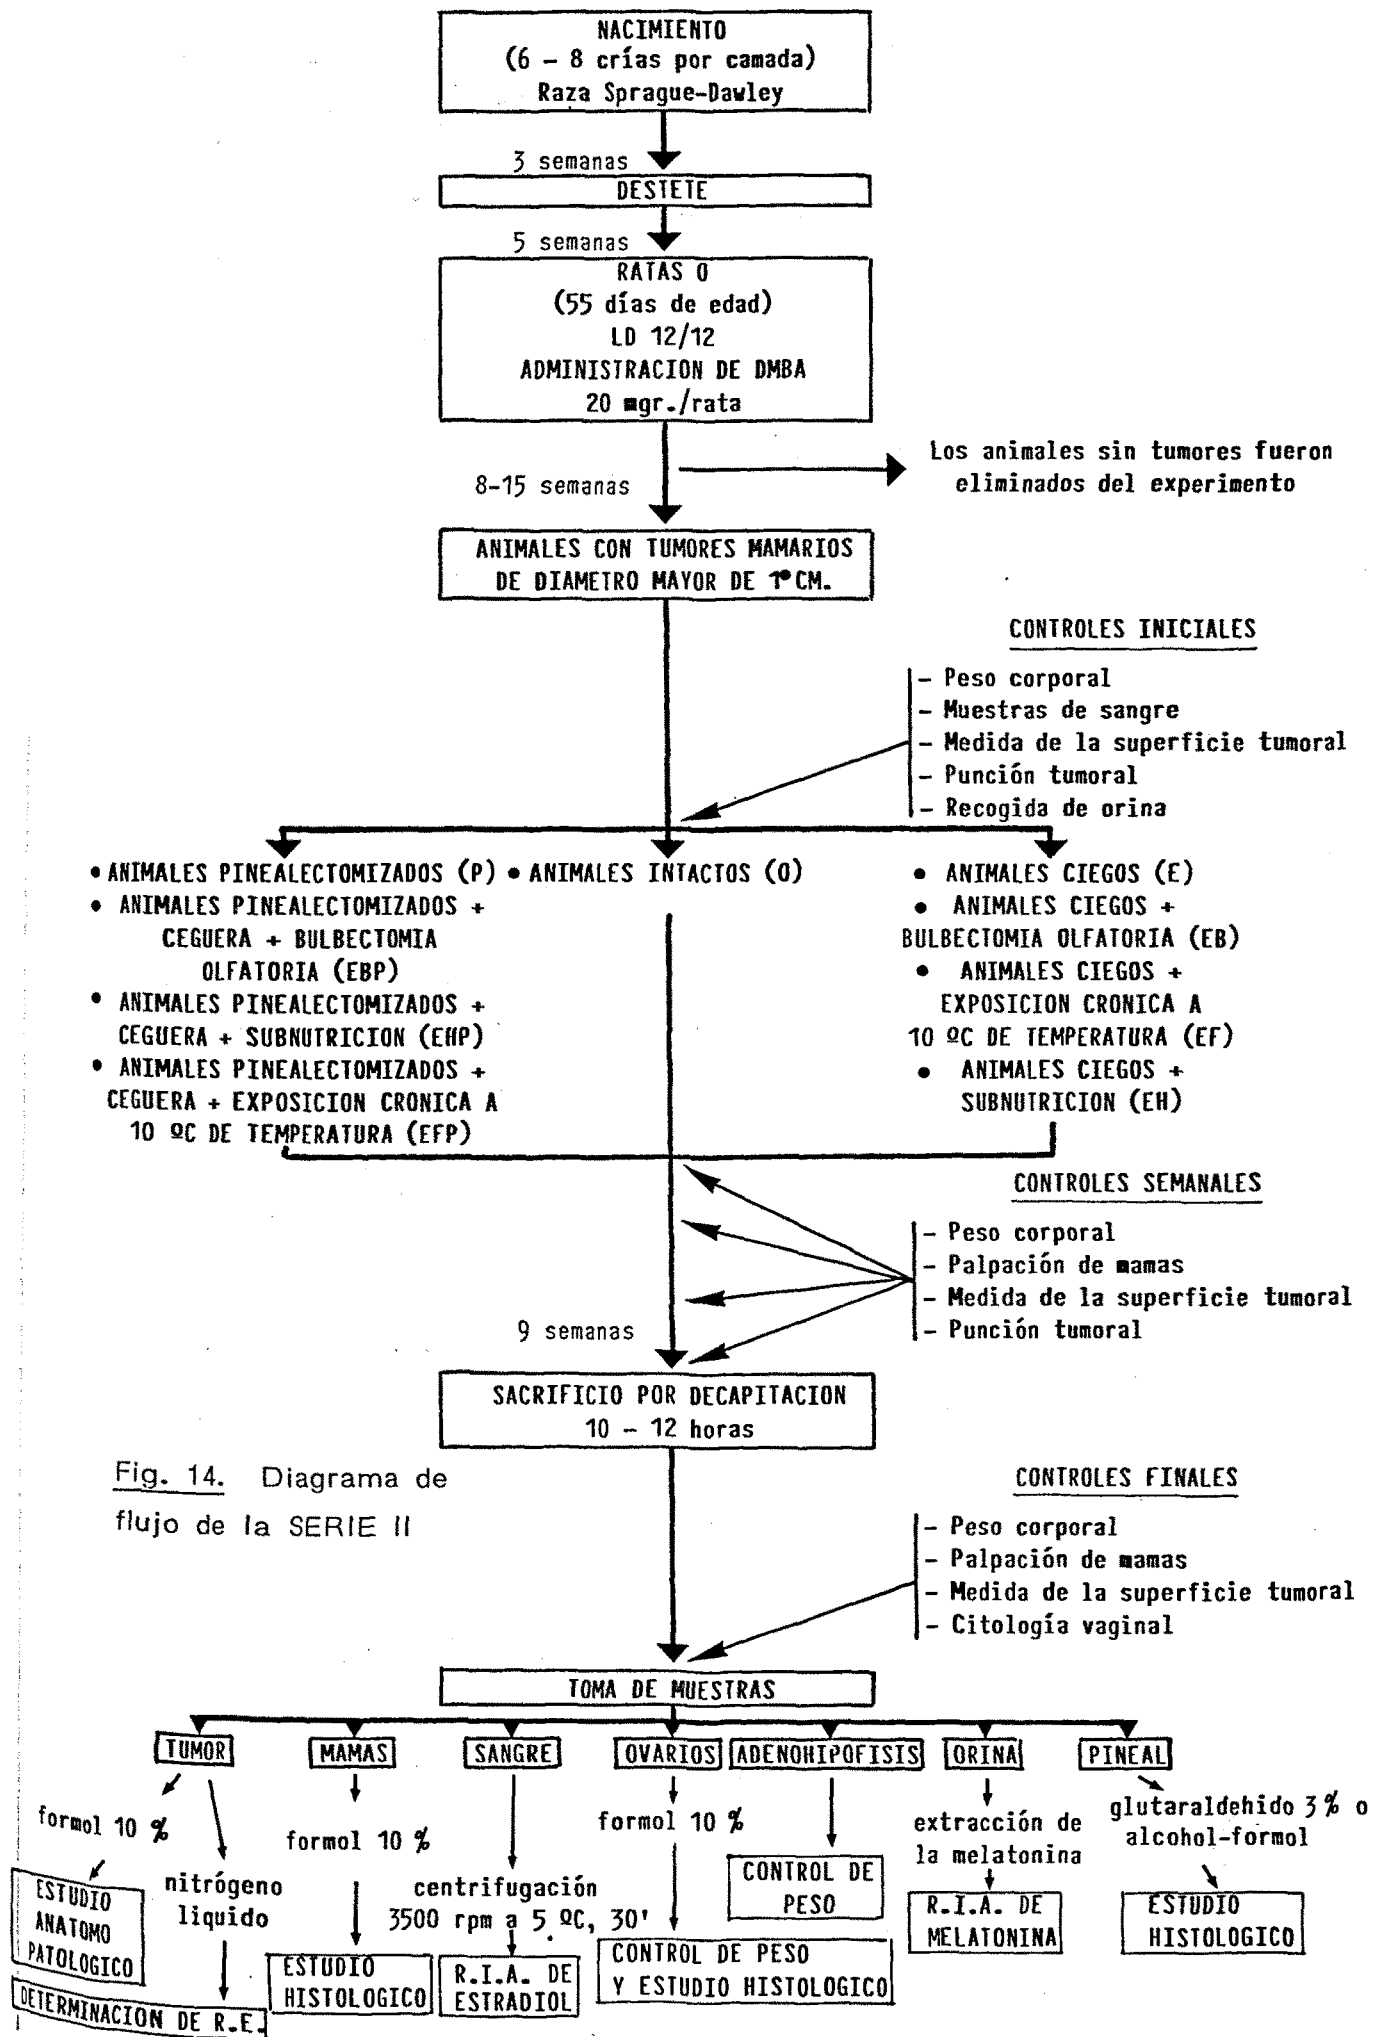 NACIMIENTO
(6 - 8 crías por camada)
Raza Sprague-Dawley
3 semanas
DESTETE
5 semanas
RATAS O
(55 días de edad)
LD 12/12
ADMINISTRACION DE DMBA
20 mgr./rata
Los animales sin tumores fueron
eliminados del experimento
8-15 semanas
ANIMALES CON TUMORES MAMARIOS
DE DIAMETRO MAYOR DE 1 CM.
CONTROLES INICIALES
- Peso corporal
- Muestras de sangre
- Medida de la superficie tumoral
- Punción tumoral
- Recogida de orina
• ANIMALES PINEALECTOMIZADOS (P)
• ANIMALES PINEALECTOMIZADOS +
CEGUERA + BULBECTOMIA
OLFATORIA (EBP)
• ANIMALES PINEALECTOMIZADOS +
CEGUERA + SUBNUTRICION (EHP)
• ANIMALES PINEALECTOMIZADOS +
CEGUERA + EXPOSICION CRONICA A
10 ºC DE TEMPERATURA (EFP)
• ANIMALES INTACTOS (O)
• ANIMALES CIEGOS (E)
• ANIMALES CIEGOS +
BULBECTOMIA OLFATORIA (EB)
• ANIMALES CIEGOS +
EXPOSICION CRONICA A
10 ºC DE TEMPERATURA (EF)
• ANIMALES CIEGOS +
SUBNUTRICION (EH)
CONTROLES SEMANALES
- Peso corporal
- Palpación de mamas
- Medida de la superficie tumoral
- Punción tumoral
9 semanas
SACRIFICIO POR DECAPITACION
10 - 12 horas
Fig. 14. Diagrama de
flujo de la SERIE II
CONTROLES FINALES
- Peso corporal
- Palpación de mamas
- Medida de la superficie tumoral
- Citología vaginal
TOMA DE MUESTRAS
TUMOR
MAMAS
SANGRE
OVARIOS
ADENOHIPOFISIS
ORINA
PINEAL
formol 10 %
ESTUDIO
ANATOMO
PATOLOGICO
nitrógeno
liquido
DETERMINACION DE R.E.
formol 10 %
ESTUDIO
HISTOLOGICO
centrifugación
3500 rpm a 5 ºC, 30'
R.I.A. DE
ESTRADIOL
formol 10 %
CONTROL DE PESO
Y ESTUDIO HISTOLOGICO
CONTROL DE
PESO
extracción de
la melatonina
R.I.A. DE
MELATONINA
glutaraldehido 3 % o
alcohol-formol
ESTUDIO
HISTOLOGICO